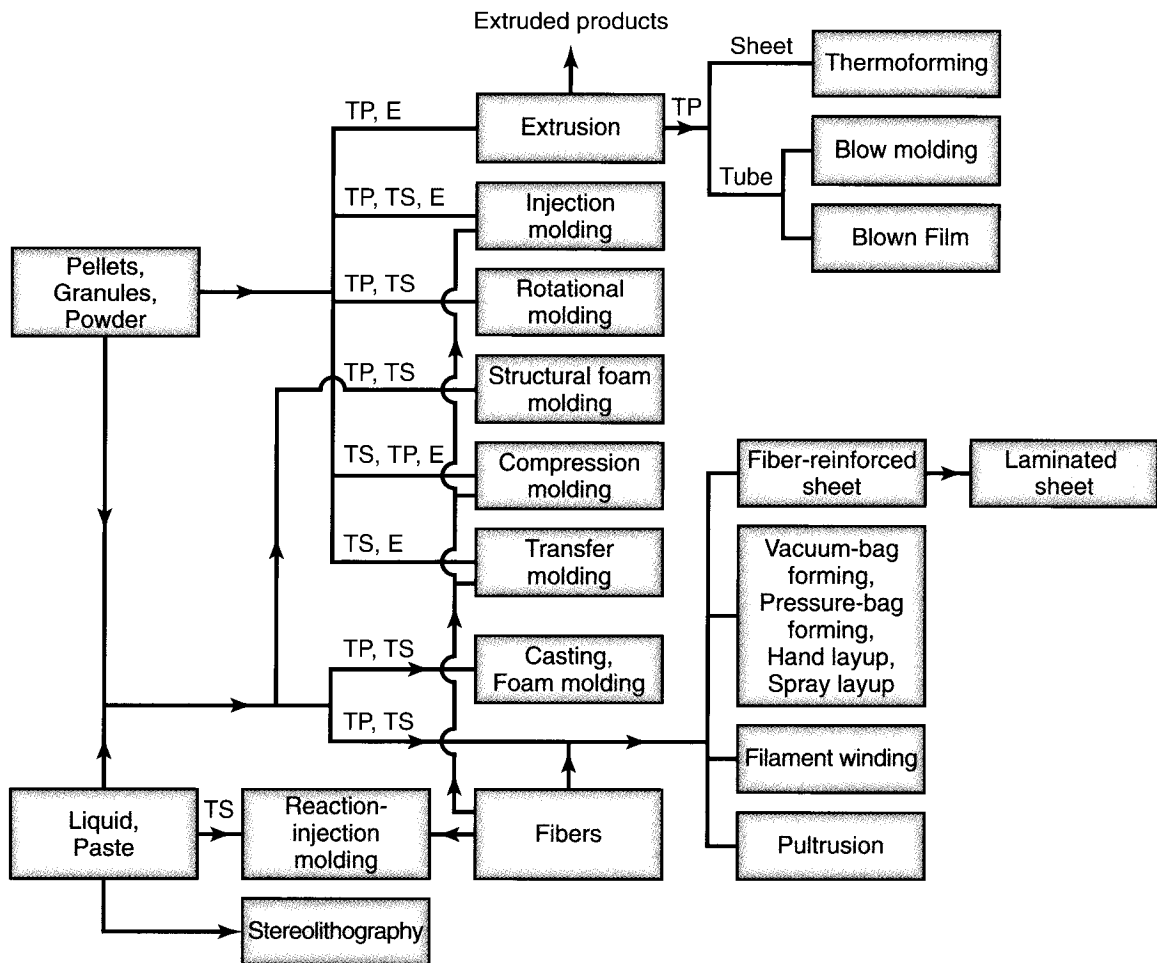 Extruded products
Sheet
Thermoforming
TP, E
Extrusion
TP
Blow molding
Tube
TP, TS, E
Injection
molding
Blown Film
Pellets,
Granules,
Powder
TP, TS
Rotational
molding
TP, TS
Structural foam
molding
TS, TP, E
Compression
molding
Fiber-reinforced
sheet
Laminated
sheet
TS, E
Transfer
molding
Vacuum-bag
forming,
Pressure-bag
forming,
Hand layup,
Spray layup
TP, TS
Casting,
Foam molding
TP, TS
Filament winding
Liquid,
Paste
TS
Reaction-
injection
molding
Fibers
Pultrusion
Stereolithography